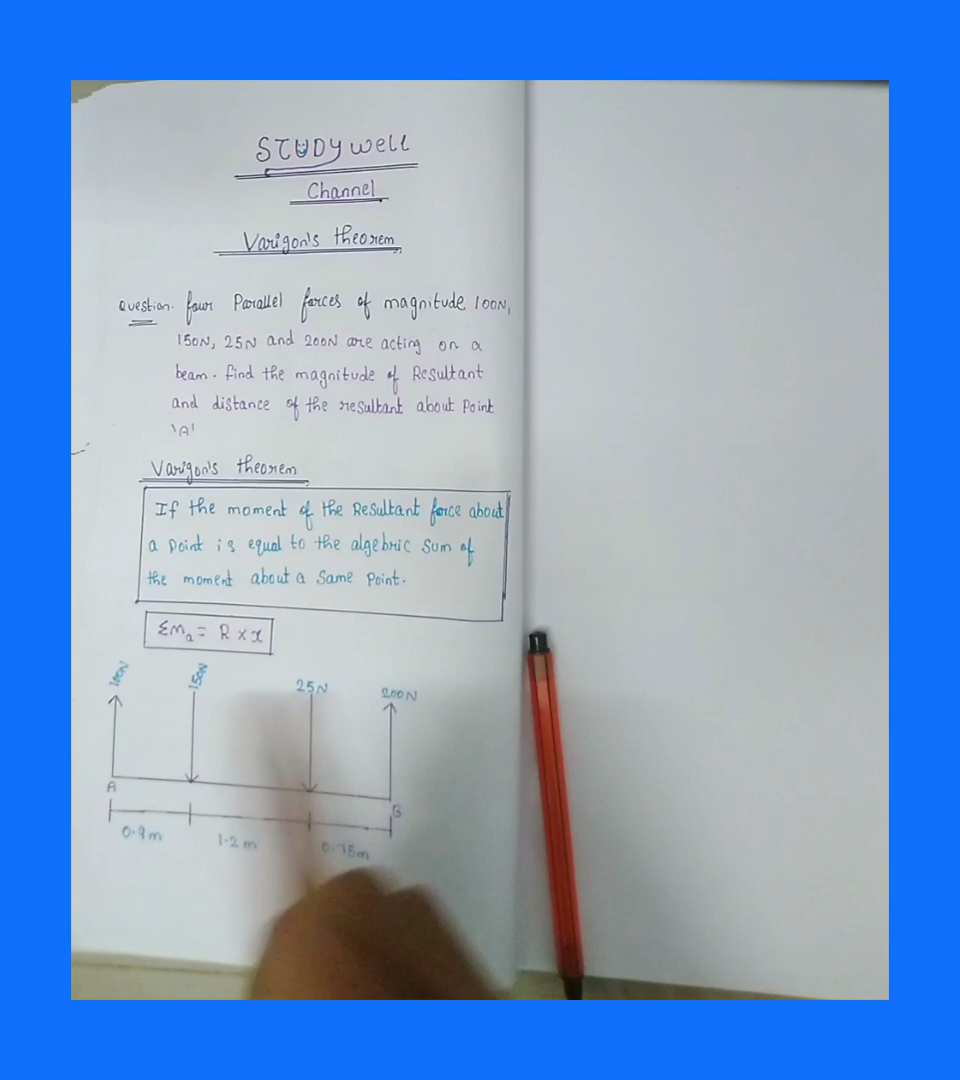 STUDY well
Channel
Varigon's theorem
Question. four Parallel forces of magnitude 100N,
150N, 25N and 200N are acting on a
beam. find the magnitude of Resultant
and distance of the resultant about Point
'A'
Varigon's theorem
If the moment of the Resultant force about
a Point is equal to the algebric sum of
the moment about a Same Point.
ΣMa = R × x
100N 150N 25N 200N
A B
0.9m 1.2m 0.75m